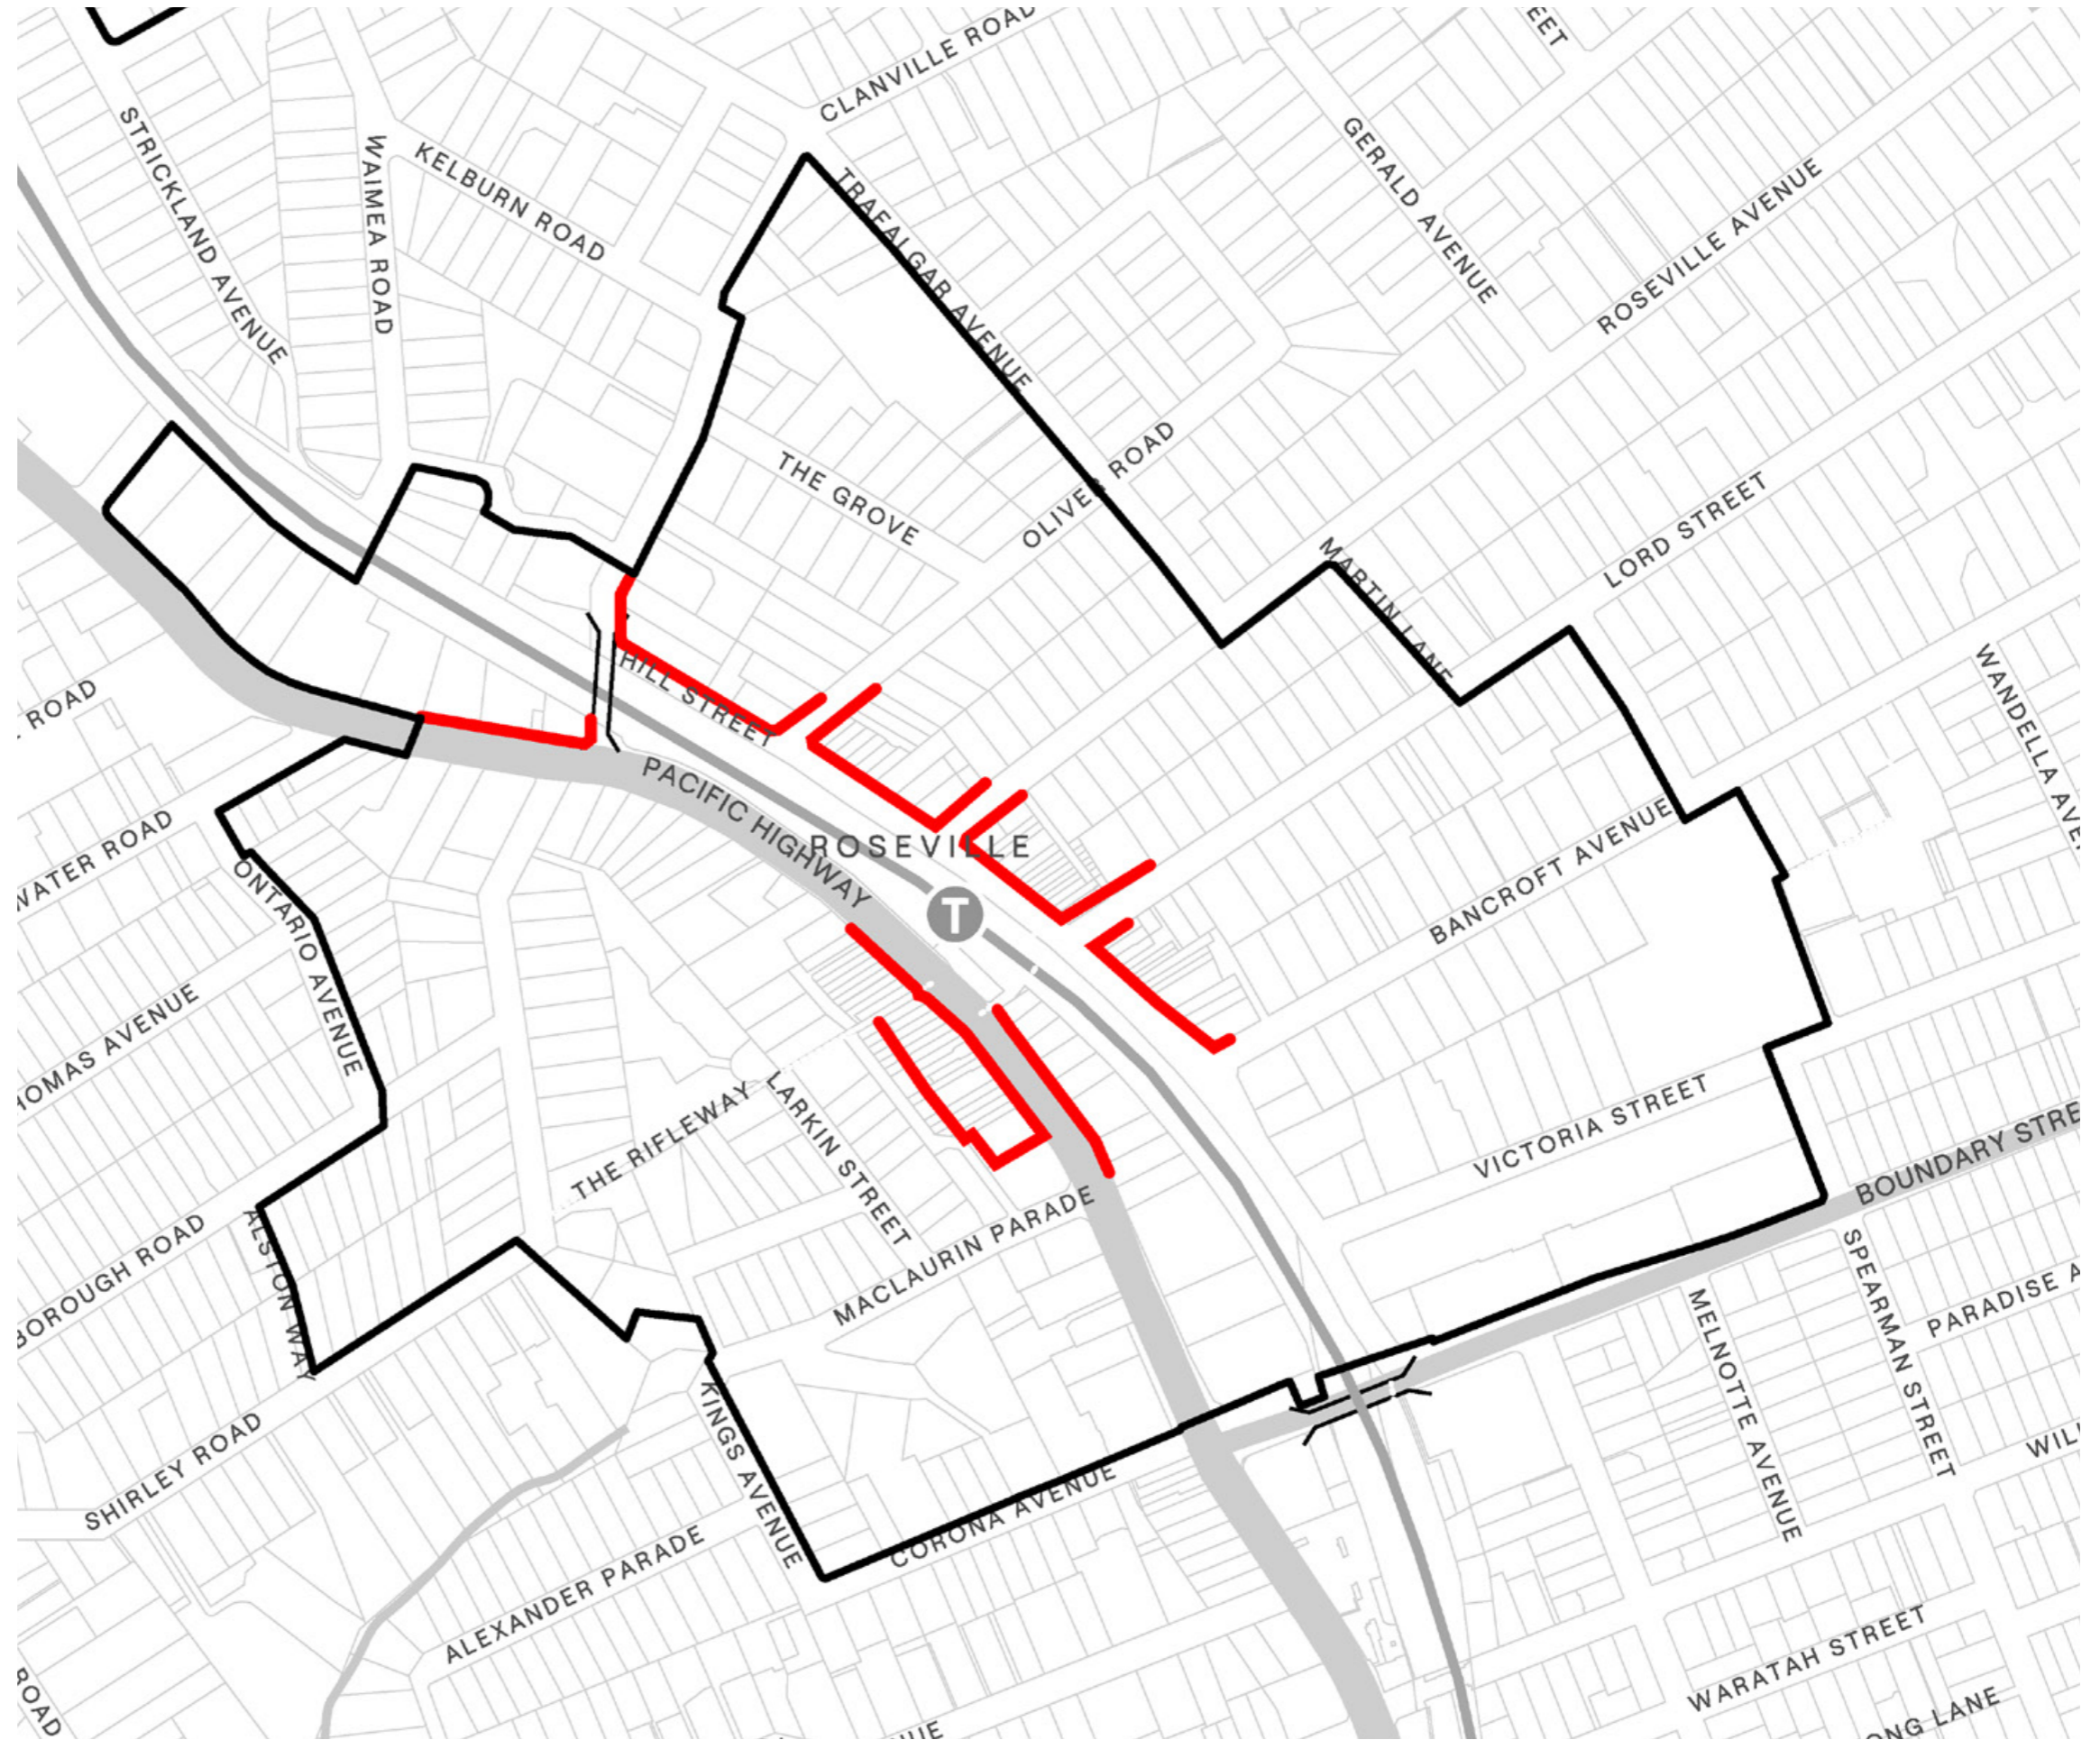 CLANVILLE ROAD
STRICKLAND AVENUE
WAIMEA ROAD
KELBURN ROAD
TRAFALGAR AVENUE
GERALD AVENUE
ROSEVILLE AVENUE
THE GROVE
OLIVER ROAD
MARTIN LANE
LORD STREET
ROAD
HILL STREET
WANDELLA AVE
PACIFIC HIGHWAY
ROSEVILLE
T
WATER ROAD
ONTARIO AVENUE
BANCROFT AVENUE
HOMAS AVENUE
THE RIFLEWAY
LARKIN STREET
VICTORIA STREET
BOUNDARY STRE
BOROUGH ROAD
ALSTON WAY
MACLAURIN PARADE
SPEARMAN STREET
PARADISE A
MELNOTTE AVENUE
SHIRLEY ROAD
KINGS AVENUE
CORONA AVENUE
WIL
ALEXANDER PARADE
WARATAH STREET
ROAD
ONG LANE